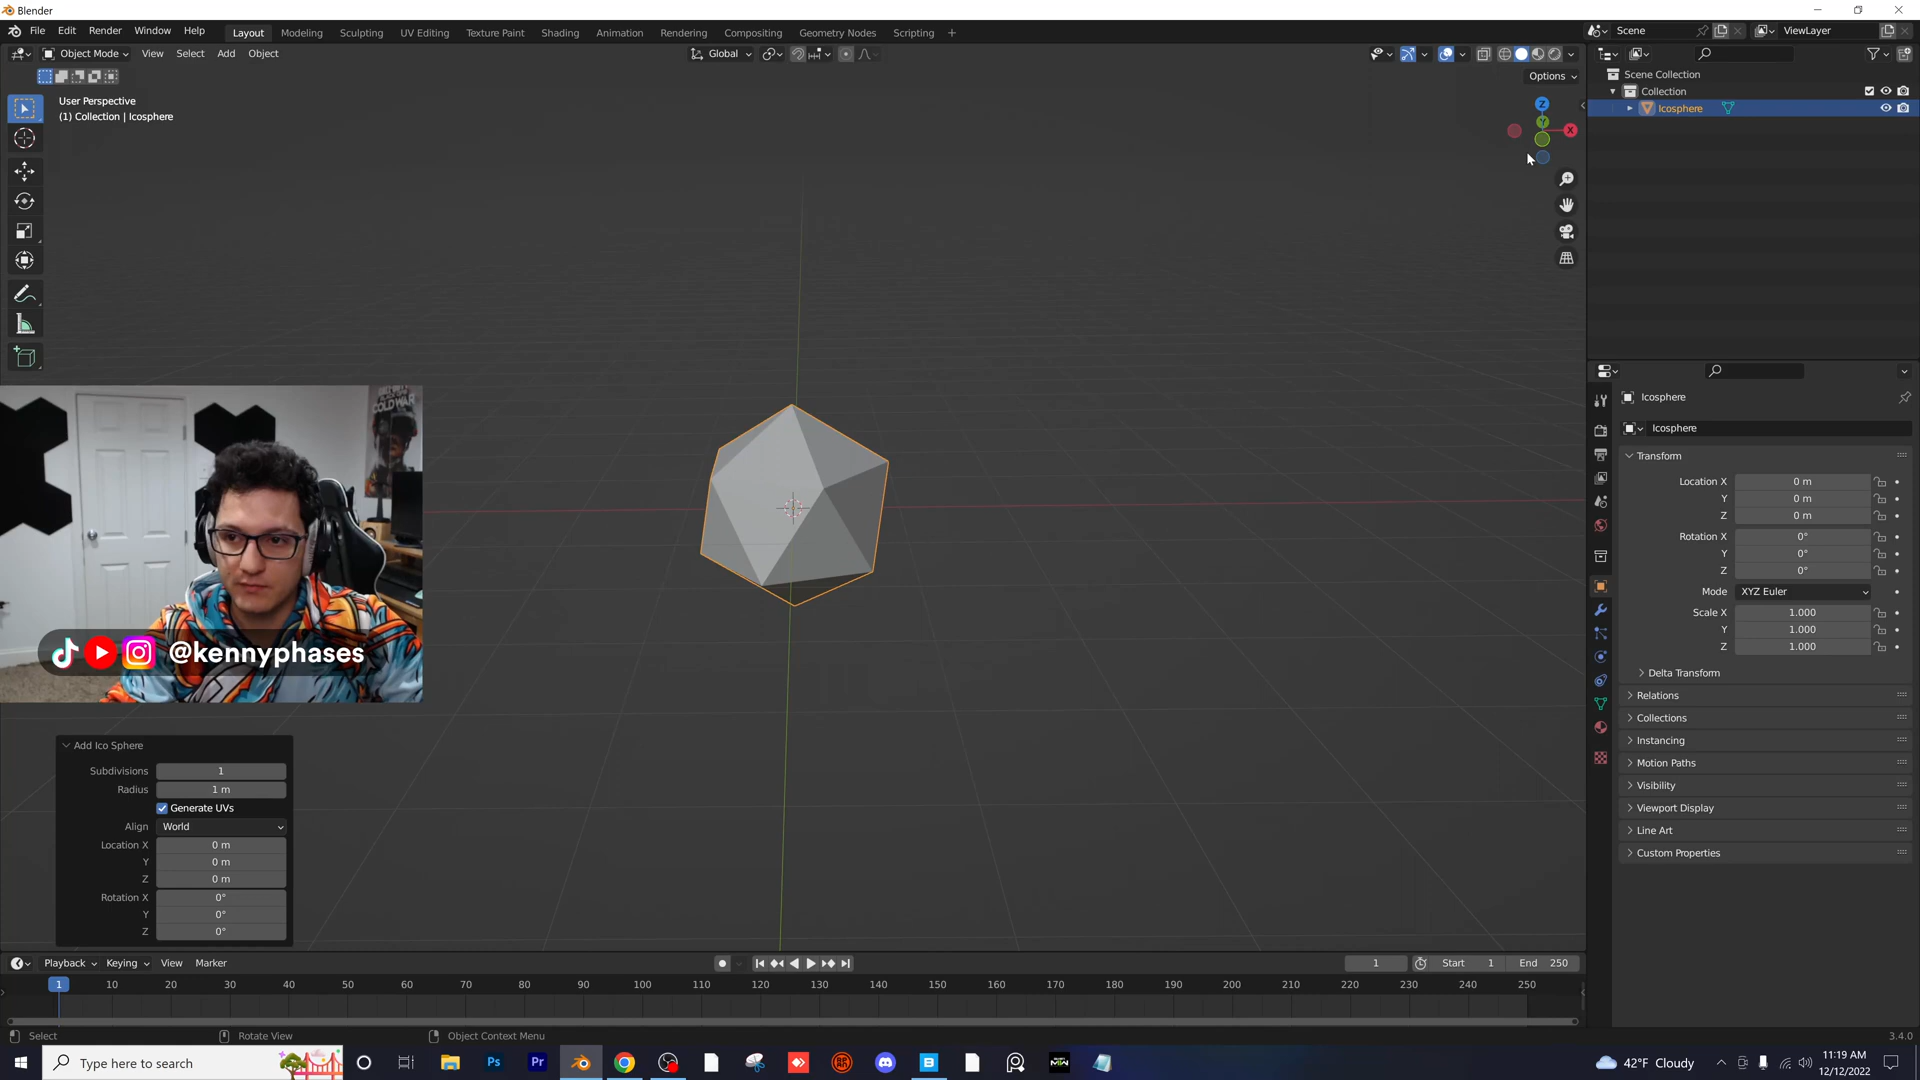 Blender
File Edit Render Window Help Layout Modeling Sculpting UV Editing Texture Paint Shading Animation Rendering Compositing Geometry Nodes Scripting + Scene ViewLayer
Object Mode View Select Add Object Global
Options
User Perspective
(1) Collection | Icosphere
Z
Y
X
Scene Collection
Collection
Icosphere
Icosphere
Icosphere
Transform
Location X 0 m
Y 0 m
Z 0 m
Rotation X 0°
Y 0°
Z 0°
Mode XYZ Euler
Scale X 1.000
Y 1.000
Z 1.000
Delta Transform
Relations
Collections
Instancing
Motion Paths
Visibility
Viewport Display
Line Art
Custom Properties
COLD WAR
@kennyphases
Add Ico Sphere
Subdivisions 1
Radius 1 m
Generate UVs
Align World
Location X 0 m
Y 0 m
Z 0 m
Rotation X 0°
Y 0°
Z 0°
Playback Keying View Marker 1 Start 1 End 250
1 10 20 30 40 50 60 70 80 90 100 110 120 130 140 150 160 170 180 190 200 210 220 230 240 250
Select Rotate View Object Context Menu 3.4.0
Type here to search Ps Pr 42°F Cloudy 11:19 AM
12/12/2022